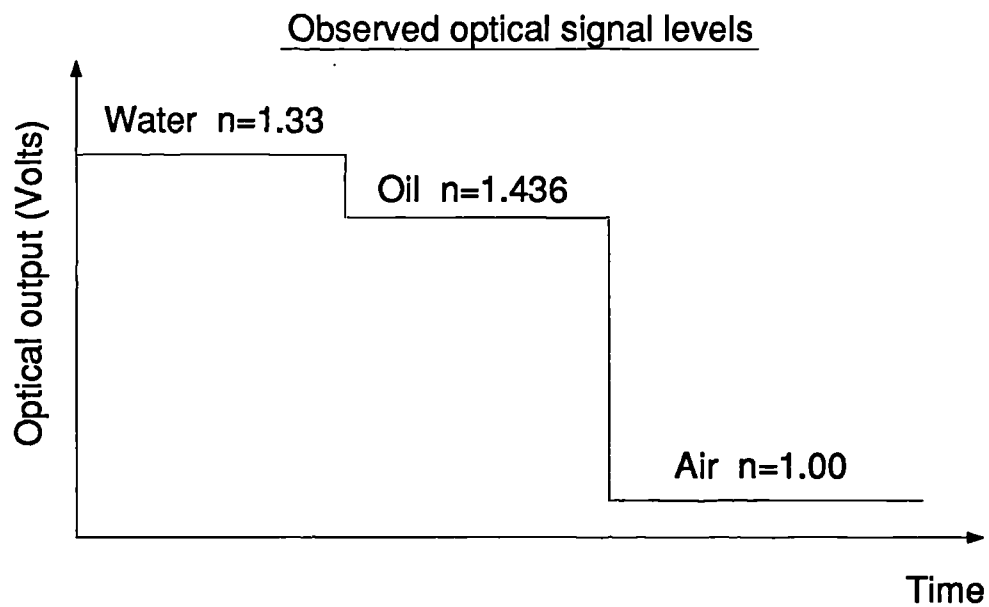 Observed optical signal levels
Water n=1.33
Oil n=1.436
Air n=1.00
Optical output (Volts)
Time